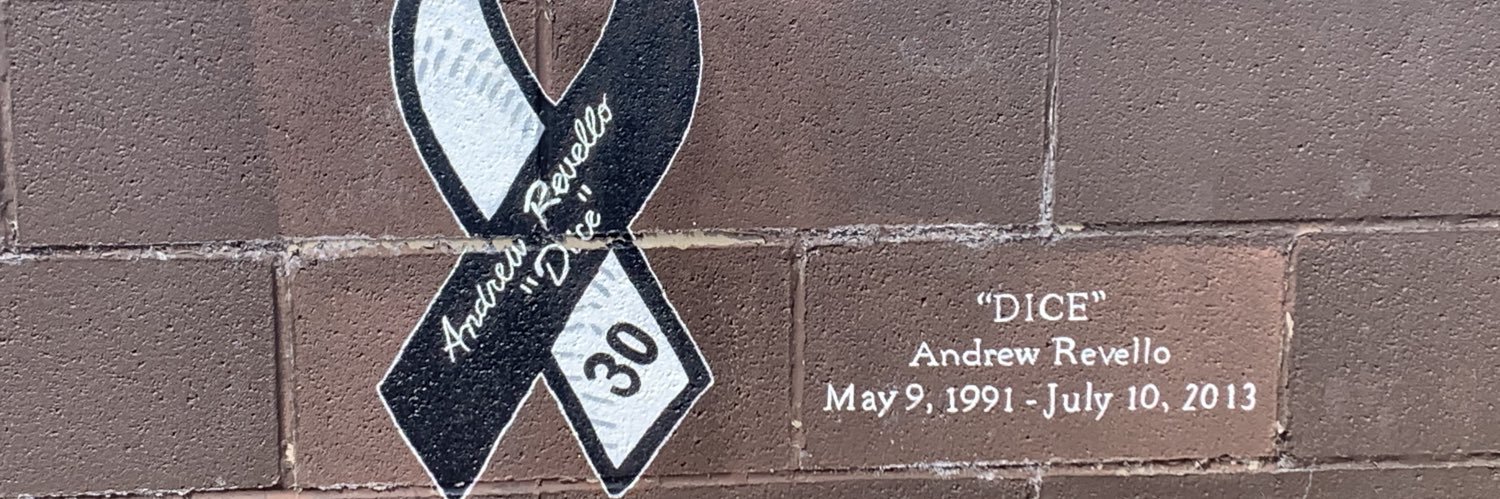 Andrew Revello
"Dice"
30
“DICE”
Andrew Revello
May 9, 1991 - July 10, 2013